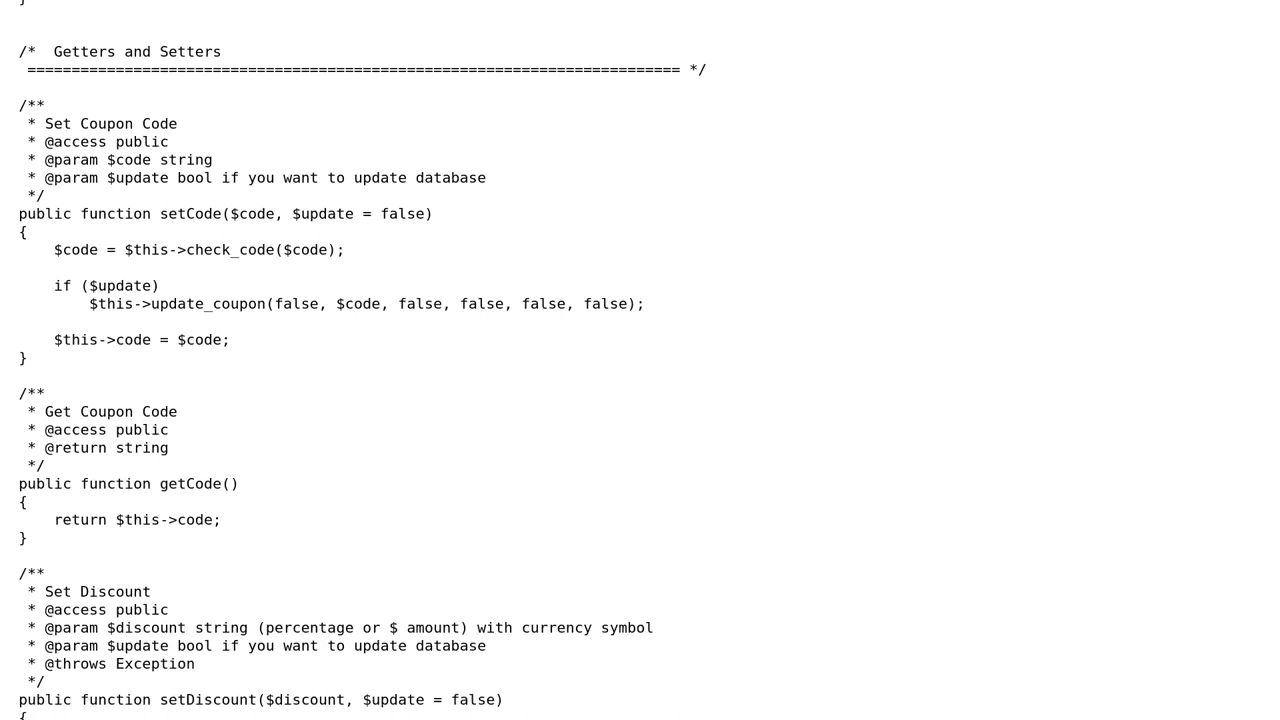 }
/*  Getters and Setters
 ========================================================================== */
/**
 * Set Coupon Code
 * @access public
 * @param $code string
 * @param $update bool if you want to update database
 */
public function setCode($code, $update = false)
{
    $code = $this->check_code($code);
    if ($update)
        $this->update_coupon(false, $code, false, false, false, false);
    $this->code = $code;
}
/**
 * Get Coupon Code
 * @access public
 * @return string
 */
public function getCode()
{
    return $this->code;
}
/**
 * Set Discount
 * @access public
 * @param $discount string (percentage or $ amount) with currency symbol
 * @param $update bool if you want to update database
 * @throws Exception
 */
public function setDiscount($discount, $update = false)
{